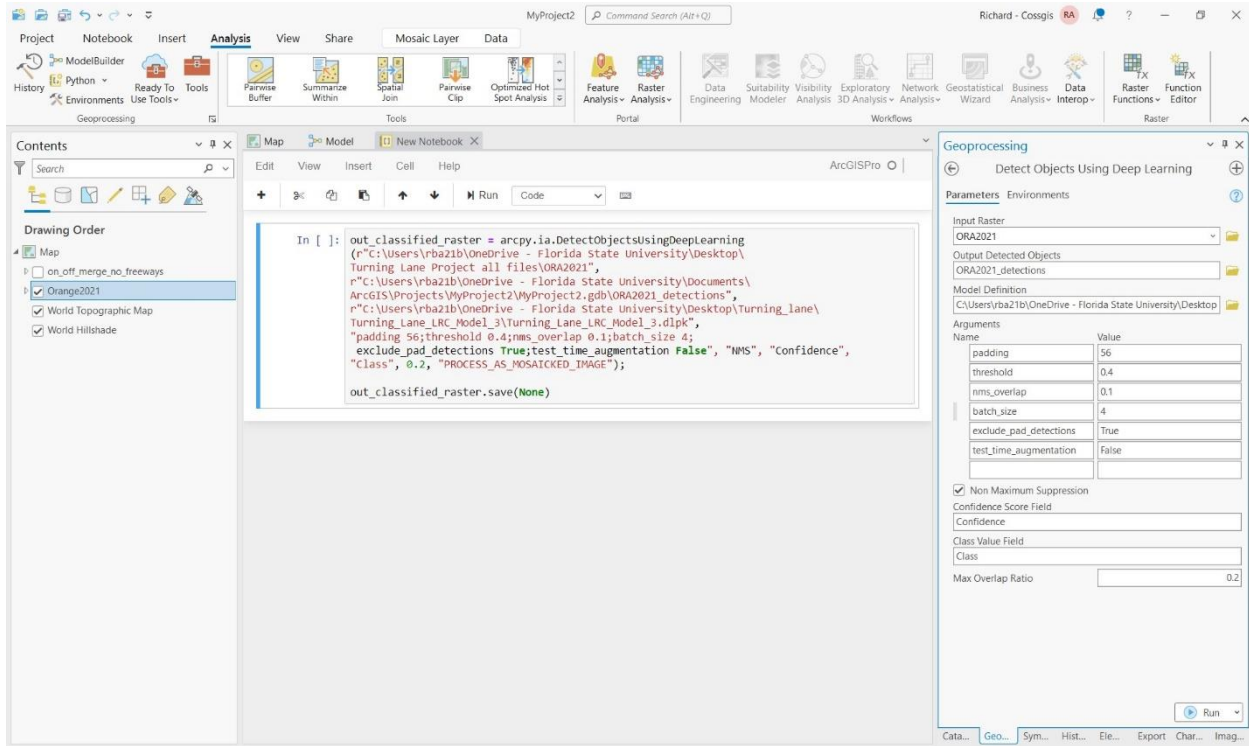 MyProject2
Command Search (Alt+Q)
Richard - Cossgis RA
?
Project Notebook Insert Analysis View Share Mosaic Layer Data
History
ModelBuilder
Python
Environments
Ready To Use Tools
Tools
Geoprocessing
Pairwise Buffer
Summarize Within
Spatial Join
Pairwise Clip
Optimized Hot Spot Analysis
Tools
Feature Analysis
Raster Analysis
Portal
Data Engineering
Suitability Modeler
Visibility Analysis
Exploratory 3D Analysis
Network Analysis
Geostatistical Wizard
Business Analysis
Data Interop
Workflows
Raster Functions
Function Editor
Raster
Contents
Search
Drawing Order
Map
on_off_merge_no_freeways
Orange2021
World Topographic Map
World Hillshade
Map Model New Notebook
Edit View Insert Cell Help ArcGISPro
Run Code
In [ ]: out_classified_raster = arcpy.ia.DetectObjectsUsingDeepLearning
(r"C:\Users\rba21b\OneDrive - Florida State University\Desktop\
Turning Lane Project all files\ORA2021",
r"C:\Users\rba21b\OneDrive - Florida State University\Documents\
ArcGIS\Projects\MyProject2\MyProject2.gdb\ORA2021_detections",
r"C:\Users\rba21b\OneDrive - Florida State University\Desktop\Turning_lane\
Turning_Lane_LRC_Model_3\Turning_Lane_LRC_Model_3.dlpk",
"padding 56;threshold 0.4;nms_overlap 0.1;batch_size 4;
exclude_pad_detections True;test_time_augmentation False", "NMS", "Confidence",
"Class", 0.2, "PROCESS_AS_MOSAICKED_IMAGE");
out_classified_raster.save(None)
Geoprocessing
Detect Objects Using Deep Learning
Parameters Environments
?
Input Raster
ORA2021
Output Detected Objects
ORA2021_detections
Model Definition
C:\Users\rba21b\OneDrive - Florida State University\Desktop
Arguments
Name Value
padding 56
threshold 0.4
nms_overlap 0.1
batch_size 4
exclude_pad_detections True
test_time_augmentation False
Non Maximum Suppression
Confidence Score Field
Confidence
Class Value Field
Class
Max Overlap Ratio 0.2
Run
Cata... Geo... Sym... Hist... Ele... Export Char... Imag...